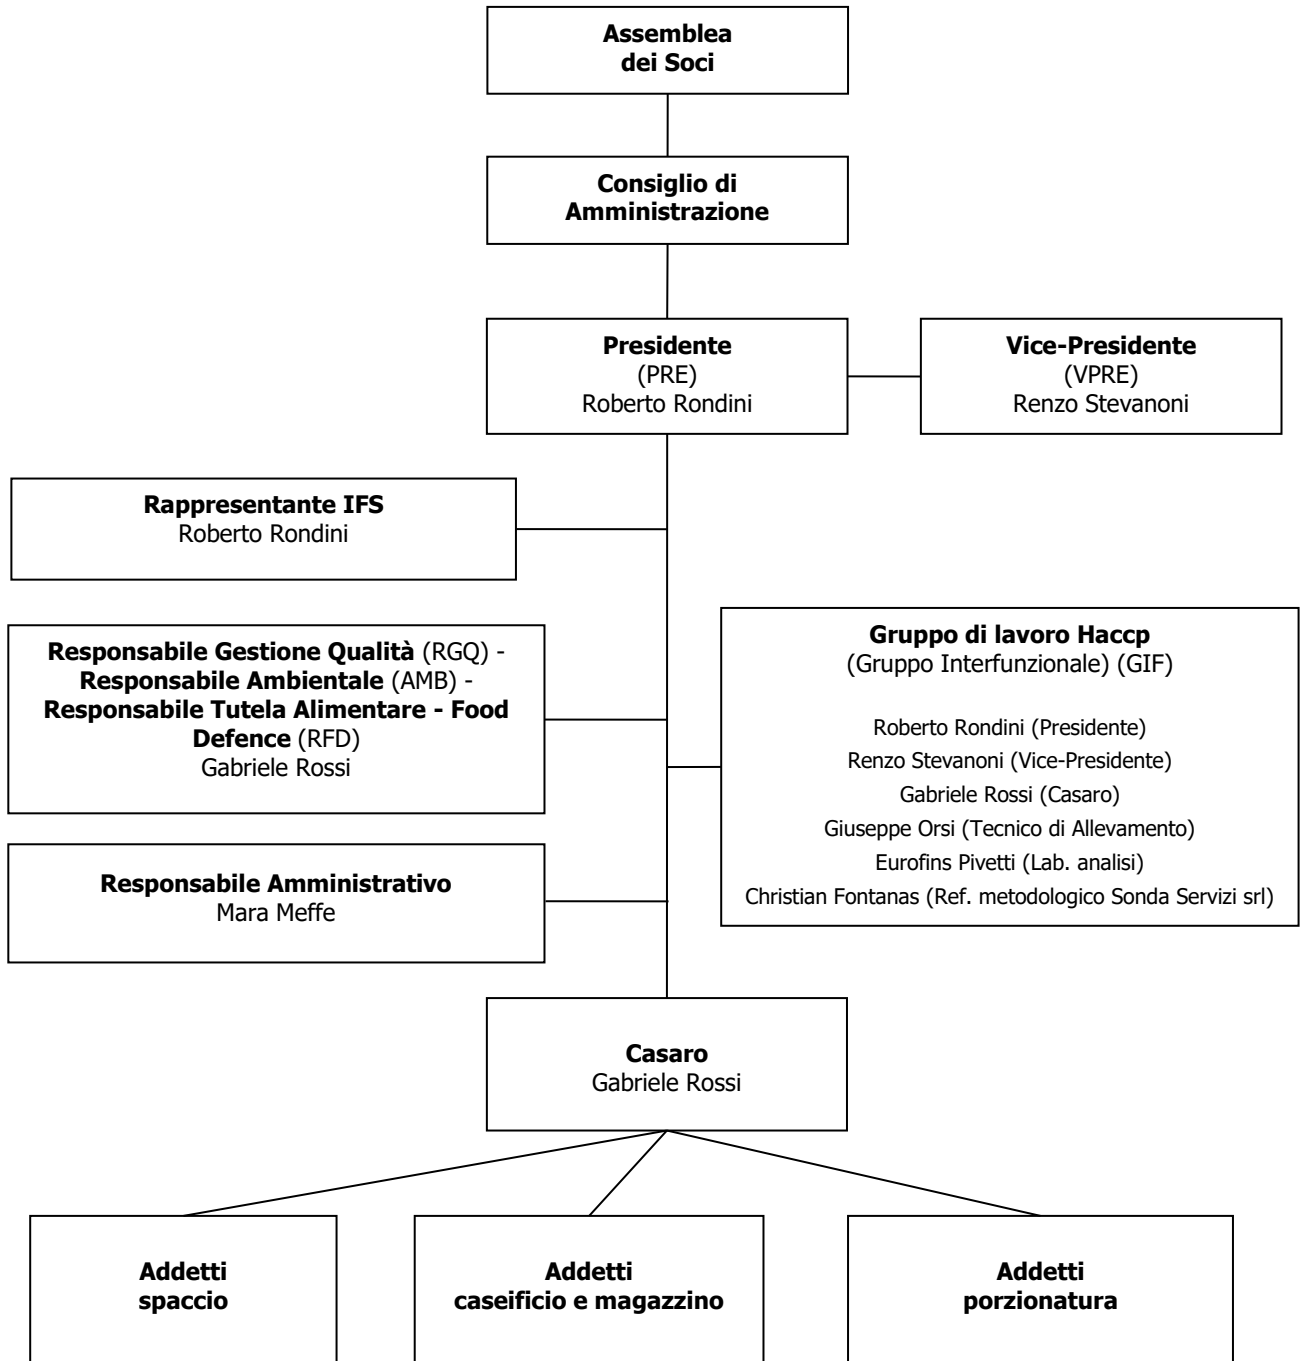 Assemblea
dei Soci
Consiglio di
Amministrazione
Presidente
(PRE)
Roberto Rondini
Vice-Presidente
(VPRE)
Renzo Stevanoni
Rappresentante IFS
Roberto Rondini
Responsabile Gestione Qualità (RGQ) -
Responsabile Ambientale (AMB) -
Responsabile Tutela Alimentare - Food
Defence (RFD)
Gabriele Rossi
Gruppo di lavoro Haccp
(Gruppo Interfunzionale) (GIF)
Roberto Rondini (Presidente)
Renzo Stevanoni (Vice-Presidente)
Gabriele Rossi (Casaro)
Giuseppe Orsi (Tecnico di Allevamento)
Eurofins Pivetti (Lab. analisi)
Christian Fontanas (Ref. metodologico Sonda Servizi srl)
Responsabile Amministrativo
Mara Meffe
Casaro
Gabriele Rossi
Addetti
spaccio
Addetti
caseificio e magazzino
Addetti
porzionatura